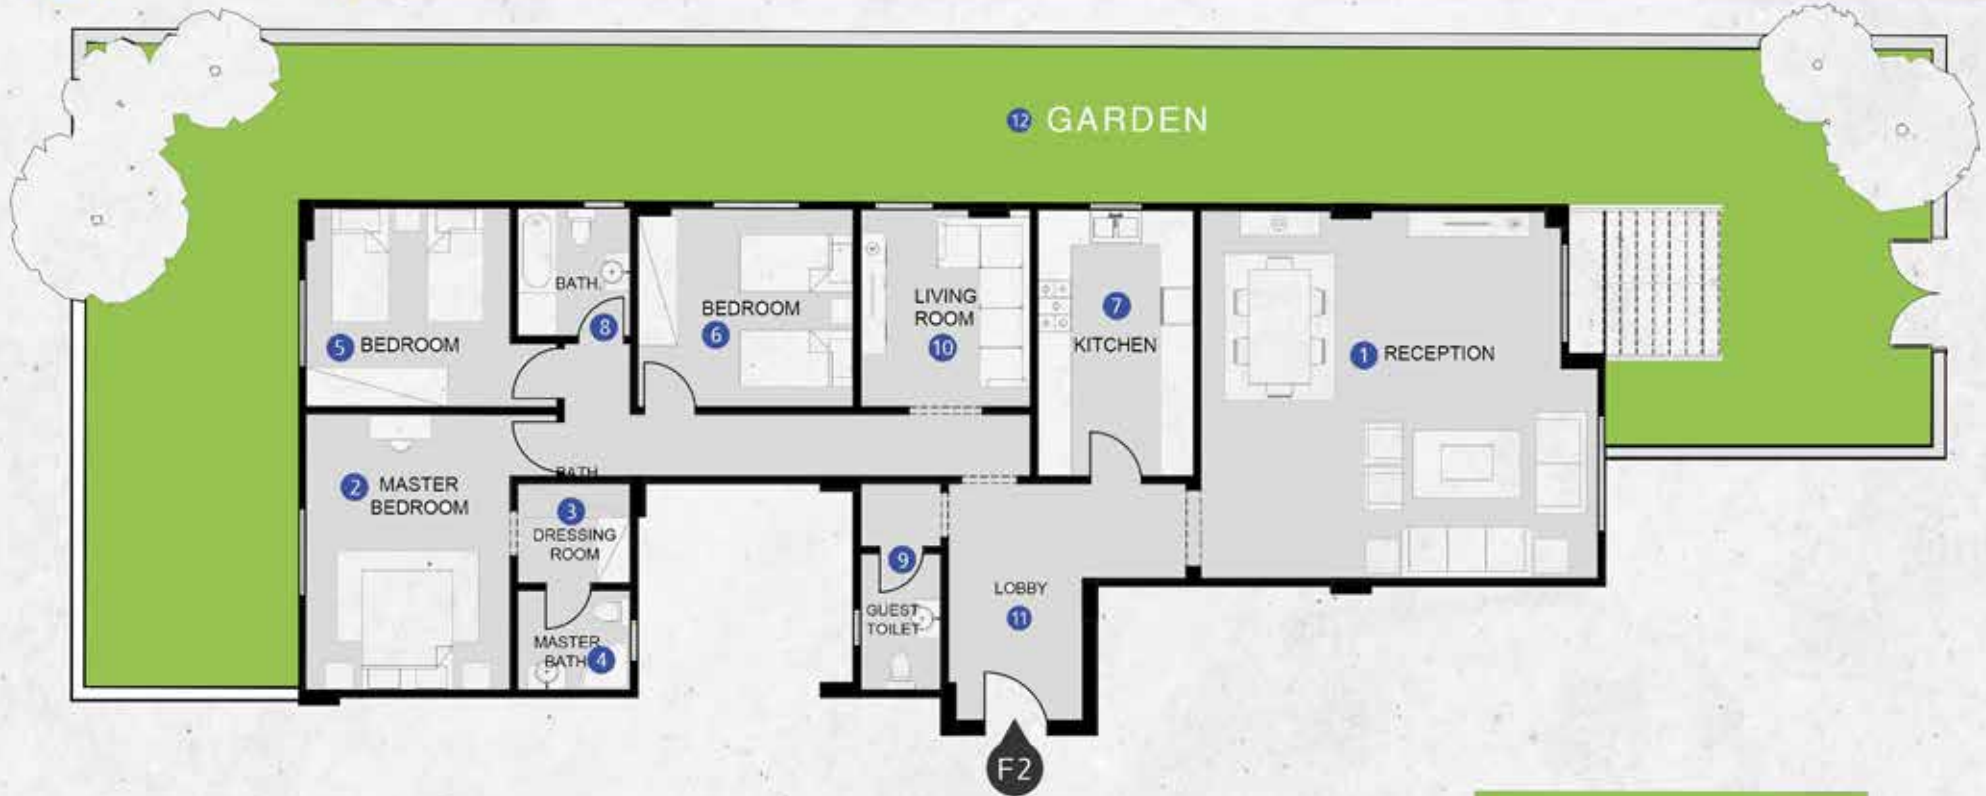 12 GARDEN
BATH.
8
BEDROOM
6
LIVING
ROOM
10
7
KITCHEN
5 BEDROOM
1 RECEPTION
BATH
2 MASTER
BEDROOM
3
DRESSING
ROOM
9
GUEST
TOILET
LOBBY
11
MASTER
BATH 4
F2